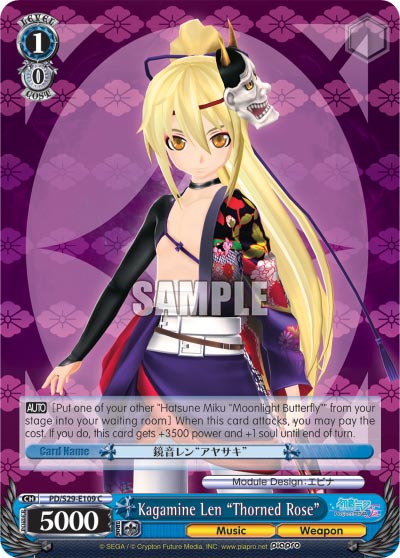 LEVEL
1
0
COST
SAMPLE
AUTO [Put one of your other "Hatsune Miku "Moonlight Butterfly"" from your
stage into your waiting room] When this card attacks, you may pay the
cost. If you do, this card gets +3500 power and +1 soul until end of turn.
Card Name 鏡音レン"アヤサキ"
Module Design:エビナ
CH PD/S29-E109 C
Kagamine Len "Thorned Rose"
POWER 5000
Music Weapon
© SEGA / © Crypton Future Media, INC. www.piapro.net piapro